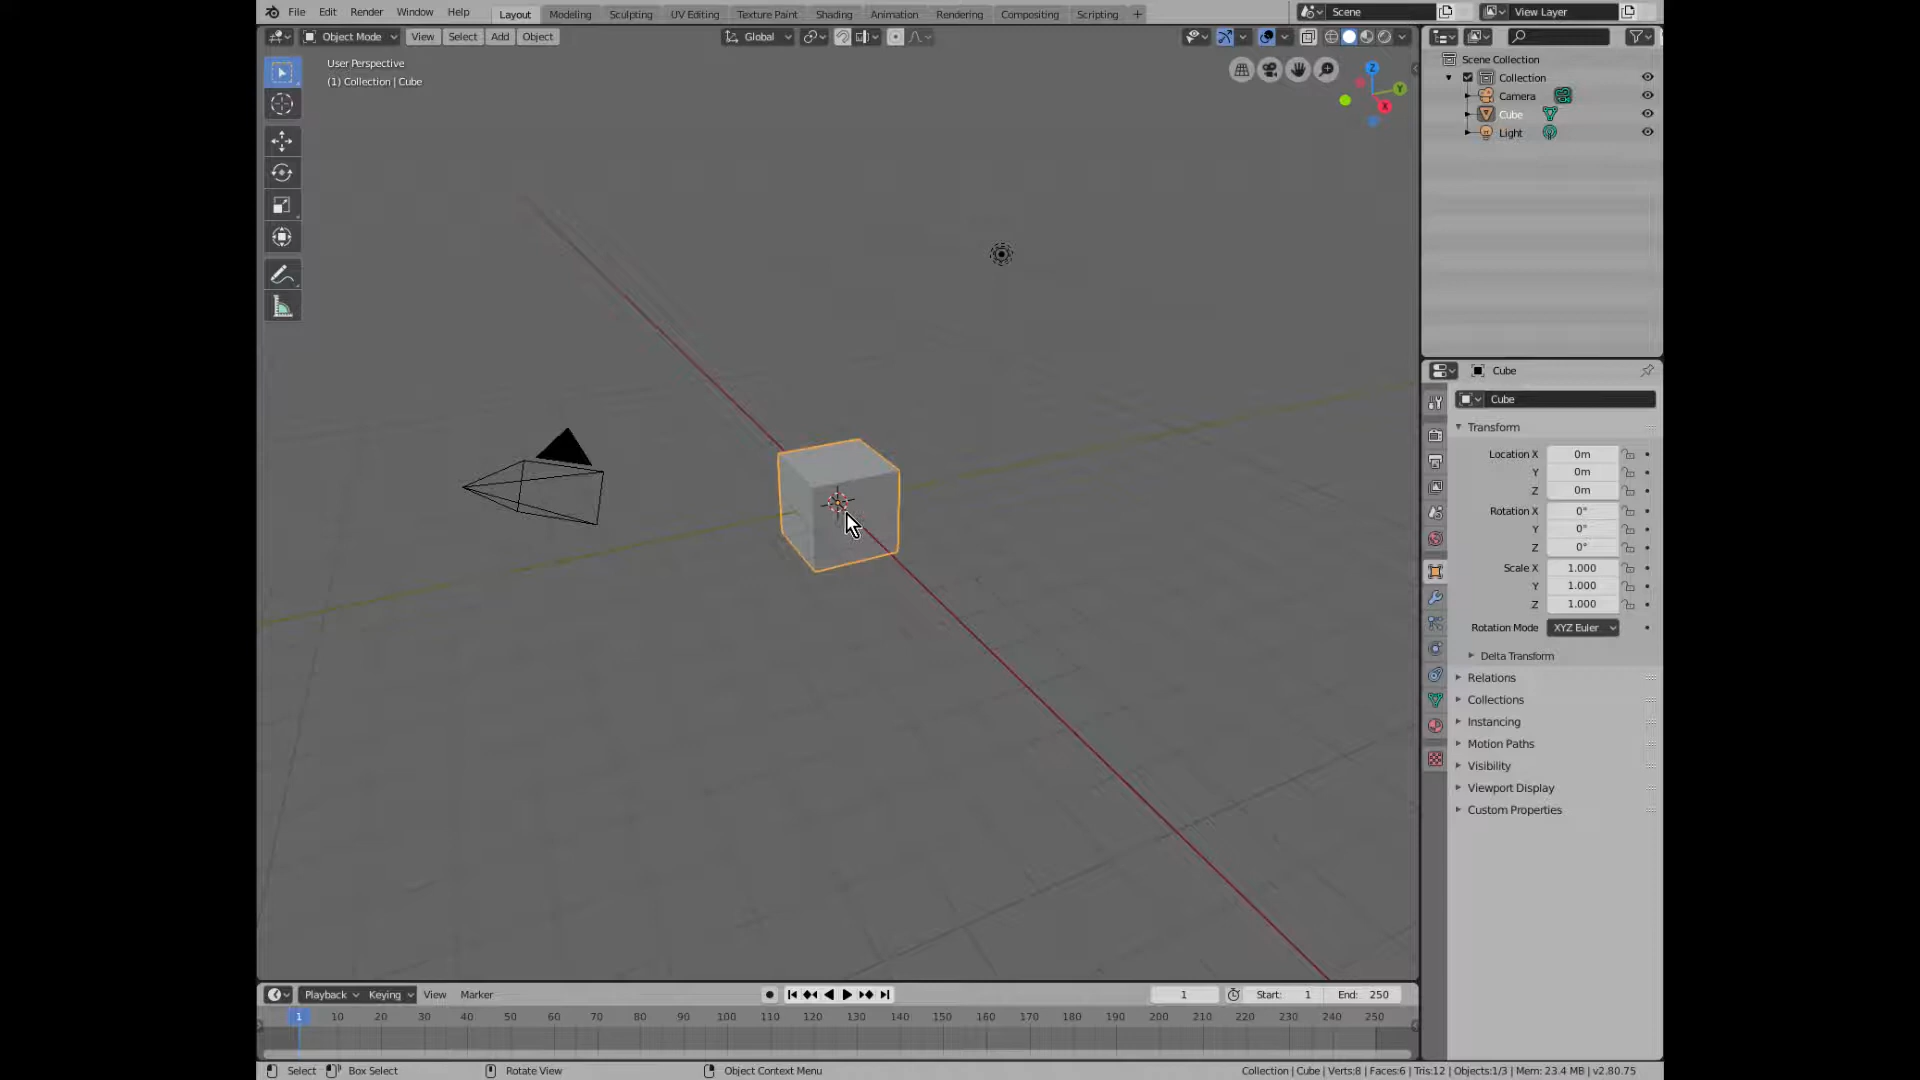 File Edit Render Window Help Layout Modeling Sculpting UV Editing Texture Paint Shading Animation Rendering Compositing Scripting + Scene View Layer
Object Mode View Select Add Object Global
User Perspective
(1) Collection | Cube
Z
Y
X
Scene Collection
Collection
Camera
Cube
Light
Cube
Cube
Transform
Location X 0m
Y 0m
Z 0m
Rotation X 0°
Y 0°
Z 0°
Scale X 1.000
Y 1.000
Z 1.000
Rotation Mode XYZ Euler
Delta Transform
Relations
Collections
Instancing
Motion Paths
Visibility
Viewport Display
Custom Properties
Playback Keying View Marker 1 Start: 1 End: 250
1 10 20 30 40 50 60 70 80 90 100 110 120 130 140 150 160 170 180 190 200 210 220 230 240 250
Select Box Select Rotate View Object Context Menu Collection | Cube | Verts:8 | Faces:6 | Tris:12 | Objects:1/3 | Mem: 23.4 MB | v2.80.75